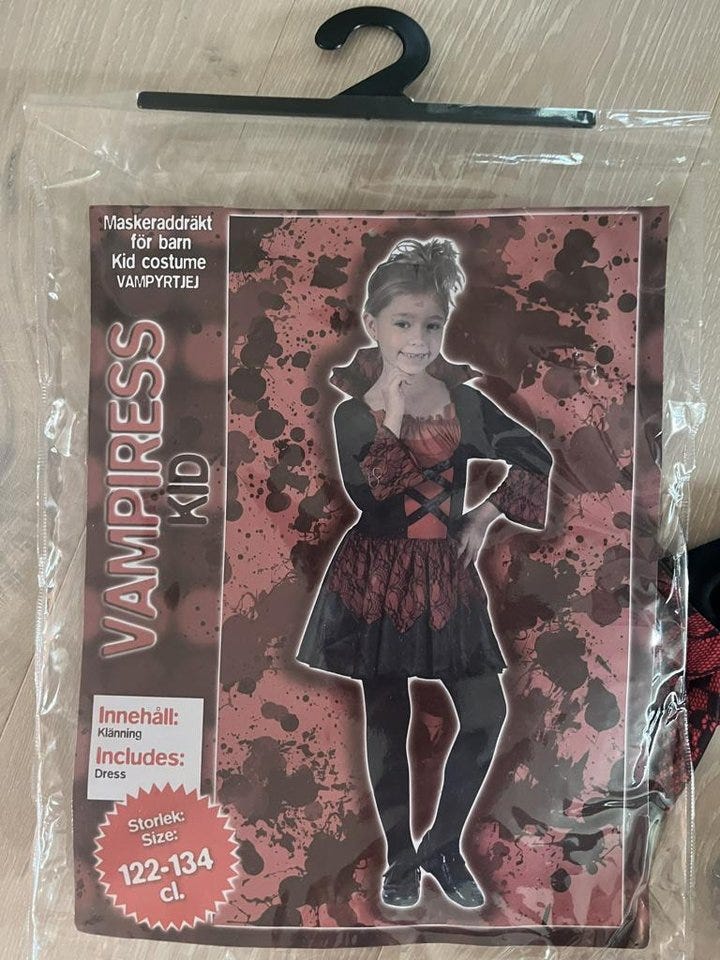 Maskeraddräkt
för barn
Kid costume
VAMPYRTJEJ
VAMPIRESS
KID
Innehåll:
Klänning
Includes:
Dress
Storlek:
Size:
122-134
cl.